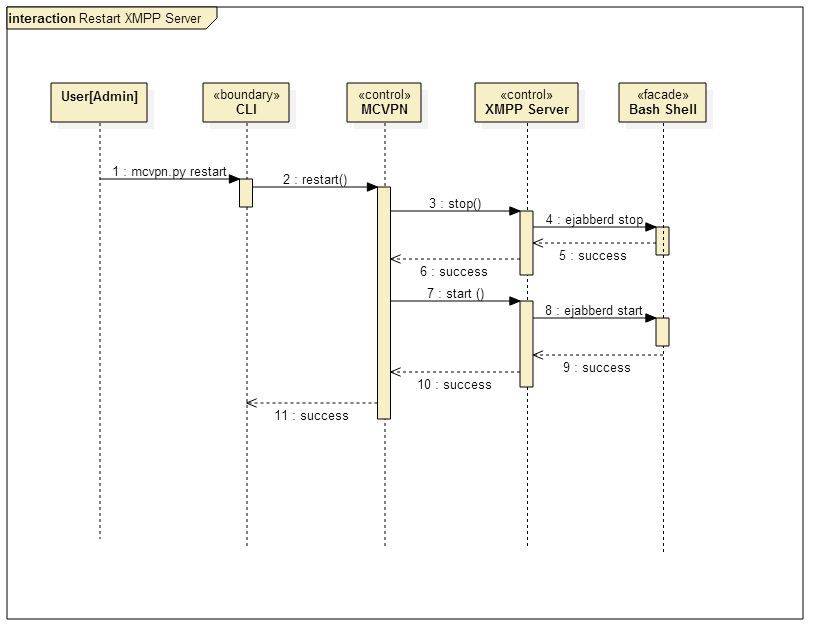 interaction Restart XMPP Server
User[Admin]
«boundary»
CLI
«control»
MCVPN
«control»
XMPP Server
«facade»
Bash Shell
1 : mcvpn.py restart
2 : restart()
3 : stop()
4 : ejabberd stop
5 : success
6 : success
7 : start ()
8 : ejabberd start
9 : success
10 : success
11 : success